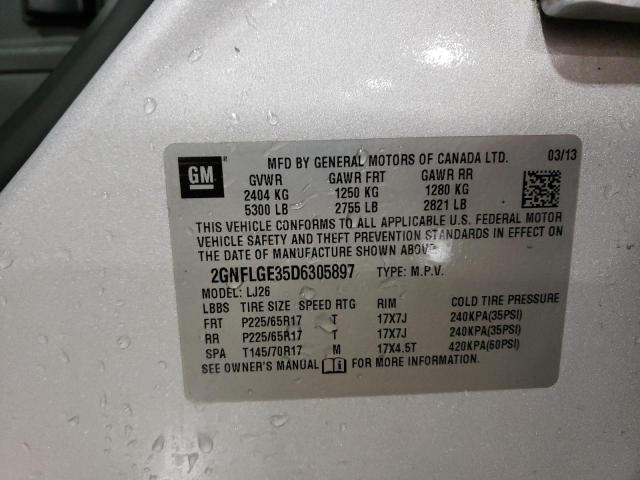 GM
MFD BY GENERAL MOTORS OF CANADA LTD. 03/13
GVWR GAWR FRT GAWR RR
2404 KG 1250 KG 1280 KG
5300 LB 2755 LB 2821 LB
THIS VEHICLE CONFORMS TO ALL APPLICABLE U.S. FEDERAL MOTOR
VEHICLE SAFETY AND THEFT PREVENTION STANDARDS IN EFFECT ON
THE DATE OF MANUFACTURE SHOWN ABOVE.
2GNFLGE35D6305897 TYPE: M.P.V.
MODEL: LJ26
LBBS TIRE SIZE SPEED RTG RIM COLD TIRE PRESSURE
FRT P225/65R17 T 17X7J 240KPA(35PSI)
RR P225/65R17 T 17X7J 240KPA(35PSI)
SPA T145/70R17 M 17X4.5T 420KPA(60PSI)
SEE OWNER'S MANUAL FOR MORE INFORMATION.